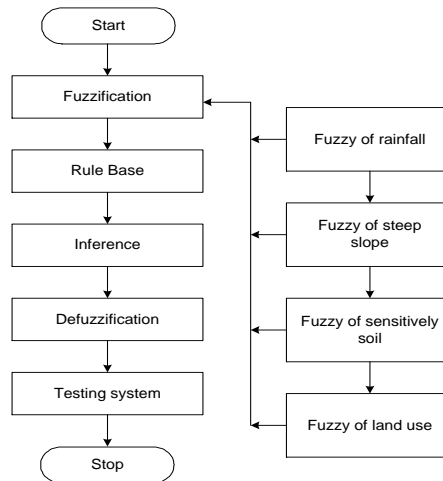 Start
Fuzzification
Rule Base
Inference
Defuzzification
Testing system
Stop
Fuzzy of rainfall
Fuzzy of steep
slope
Fuzzy of sensitively
soil
Fuzzy of land use